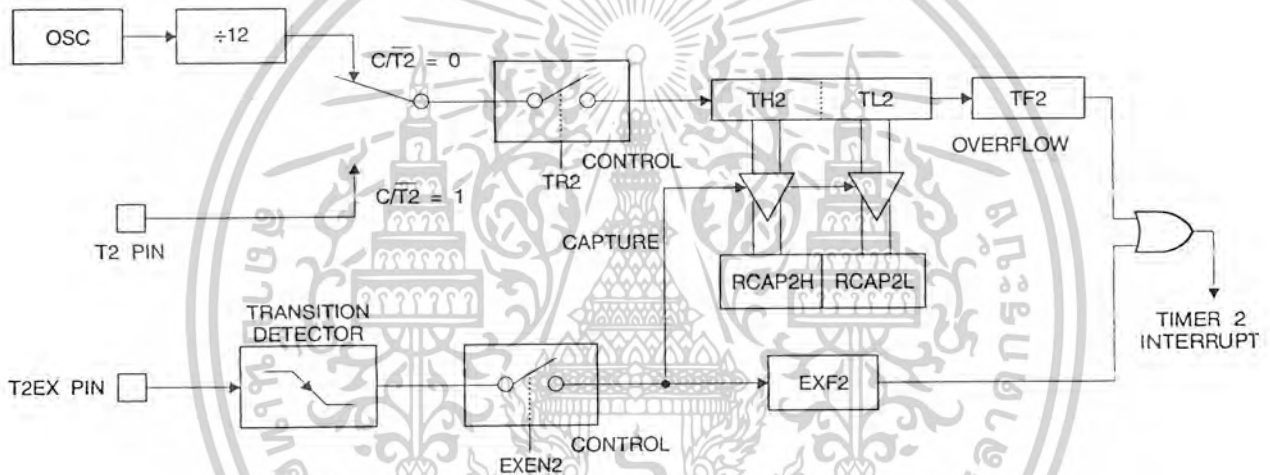 OSC
÷12
C/T2̅ = 0
TH2
TL2
TF2
OVERFLOW
CONTROL
TR2
C/T2̅ = 1
T2 PIN
CAPTURE
RCAP2H
RCAP2L
TIMER 2
INTERRUPT
TRANSITION
DETECTOR
T2EX PIN
EXF2
CONTROL
EXEN2